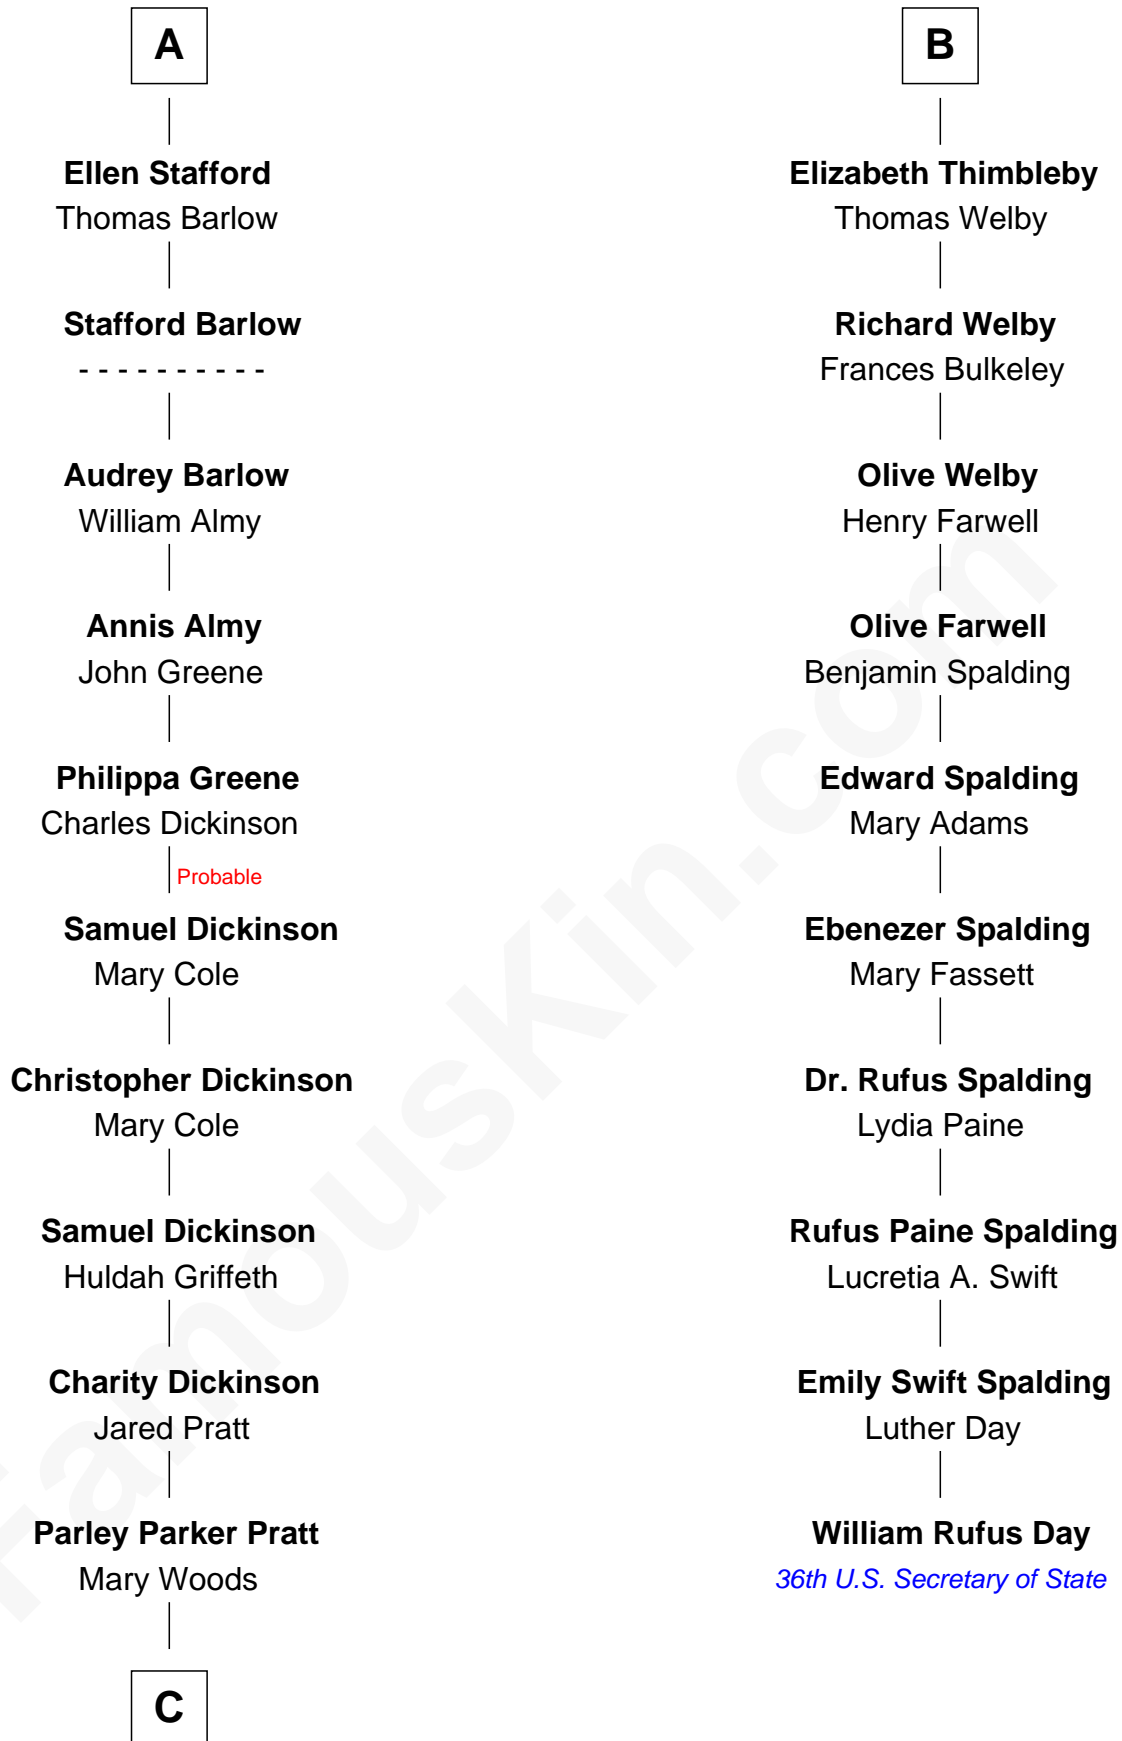 A
Ellen Stafford
Thomas Barlow
Stafford Barlow
- - - - - - - - - -
Audrey Barlow
William Almy
Annis Almy
John Greene
Philippa Greene
Charles Dickinson
Probable
Samuel Dickinson
Mary Cole
Christopher Dickinson
Mary Cole
Samuel Dickinson
Huldah Griffeth
Charity Dickinson
Jared Pratt
Parley Parker Pratt
Mary Woods
C
B
Elizabeth Thimbleby
Thomas Welby
Richard Welby
Frances Bulkeley
Olive Welby
Henry Farwell
Olive Farwell
Benjamin Spalding
Edward Spalding
Mary Adams
Ebenezer Spalding
Mary Fassett
Dr. Rufus Spalding
Lydia Paine
Rufus Paine Spalding
Lucretia A. Swift
Emily Swift Spalding
Luther Day
William Rufus Day
36th U.S. Secretary of State
FamousKin.com